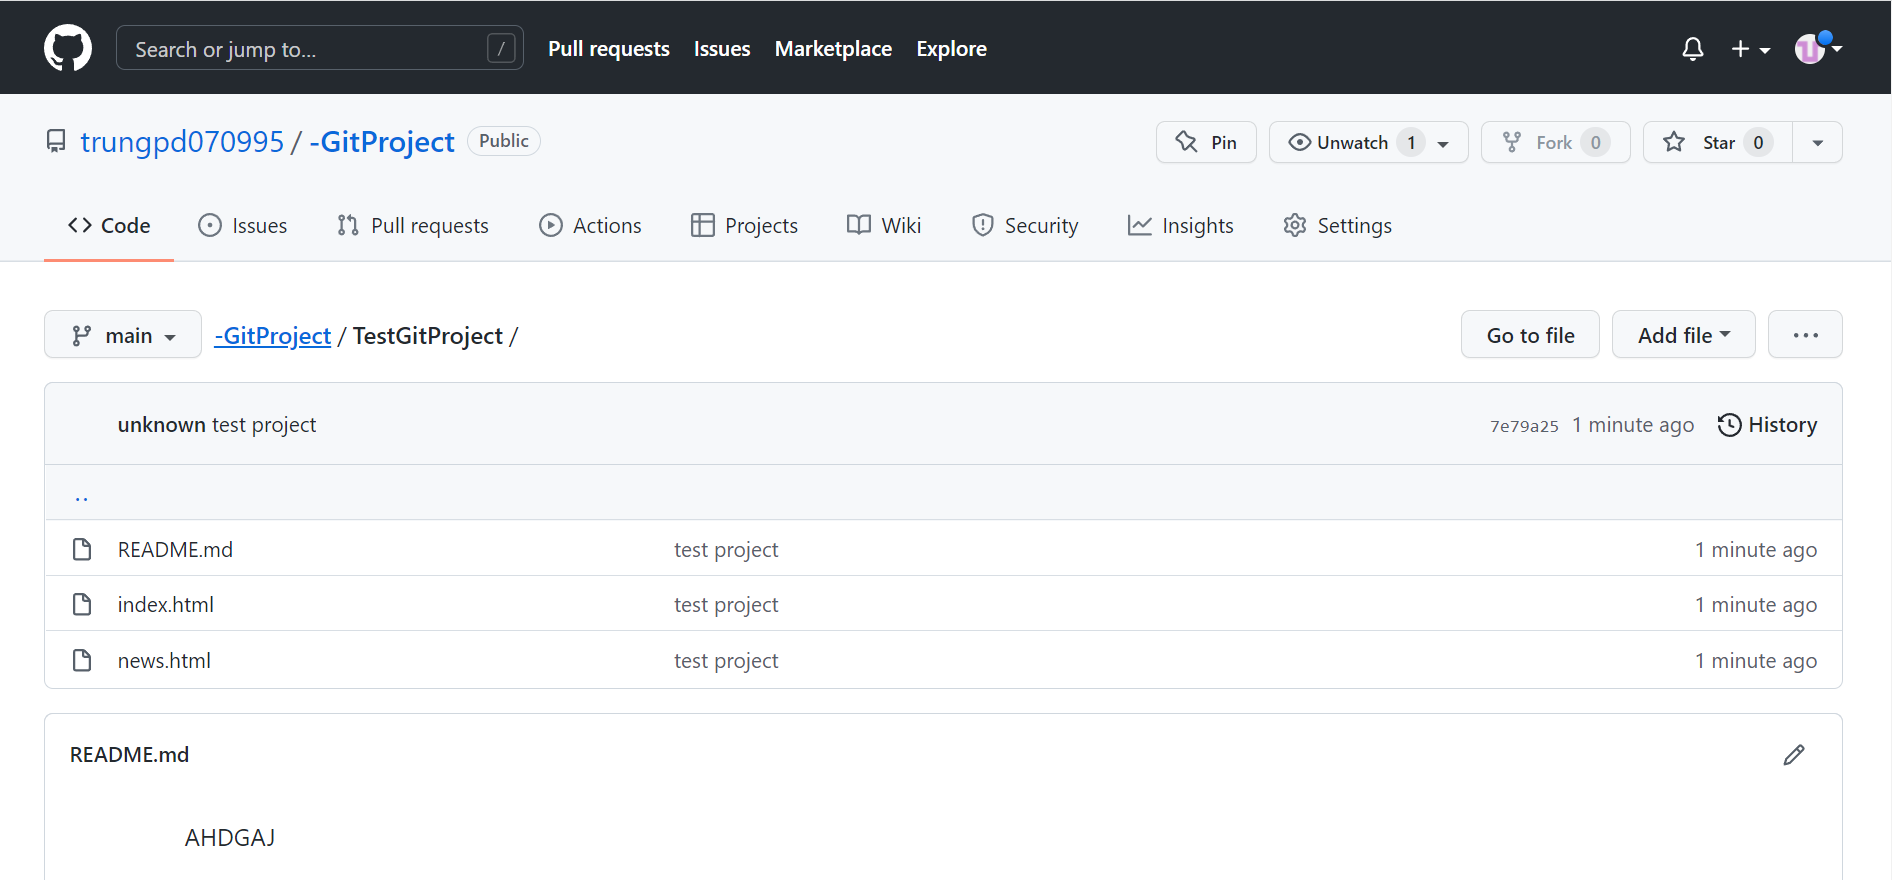 Search or jump to... / Pull requests Issues Marketplace Explore
trungpd070995 / -GitProject Public Pin Unwatch 1 Fork 0 Star 0
Code Issues Pull requests Actions Projects Wiki Security Insights Settings
main -GitProject / TestGitProject / Go to file Add file ...
unknown test project 7e79a25 1 minute ago History
..
README.md test project 1 minute ago
index.html test project 1 minute ago
news.html test project 1 minute ago
README.md
AHDGAJ